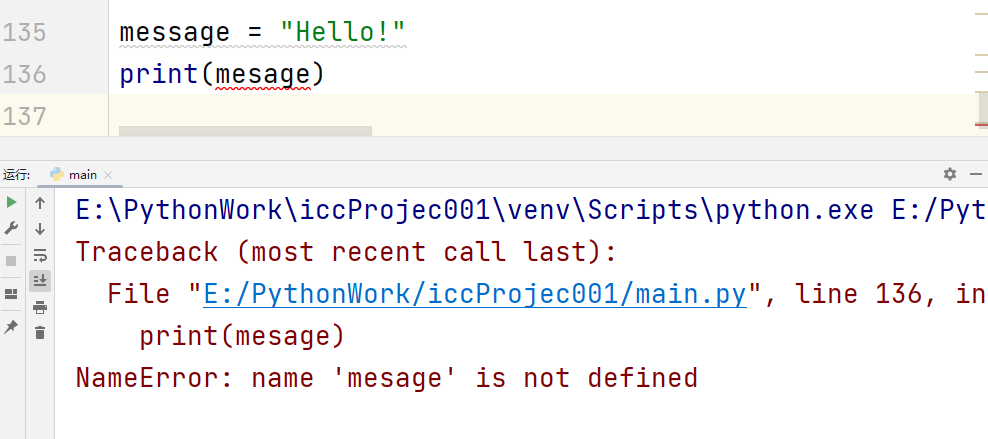 135 message = "Hello!"
136 print(mesage)
137
运行: main
E:\PythonWork\iccProjec001\venv\Scripts\python.exe E:/Pyt
Traceback (most recent call last):
File "E:/PythonWork/iccProjec001/main.py", line 136, in
print(mesage)
NameError: name 'mesage' is not defined